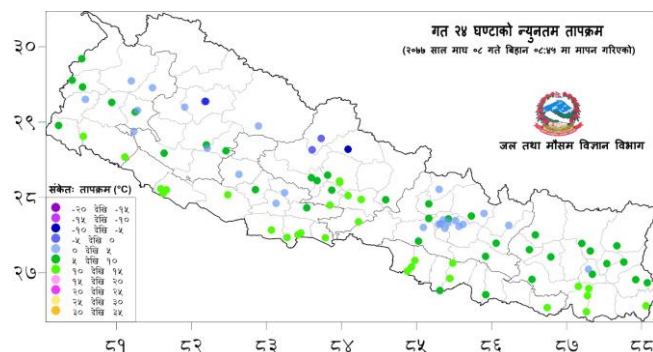 गत २४ घण्टाको न्युनतम तापक्रम
(२०७७ साल माघ ०८ गते बिहान ०८:४५ मा मापन गरिएको)
जल तथा मौसम विज्ञान विभाग
संकेतः तापक्रम (°C)
-२० देखि -१५
-१५ देखि -१०
-१० देखि -५
-५ देखि ०
० देखि ५
५ देखि १०
१० देखि १५
१५ देखि २०
२० देखि २५
२५ देखि ३०
३० देखि ३५
३०
२९
२८
२७
८१
८२
८३
८४
८५
८६
८७
८८